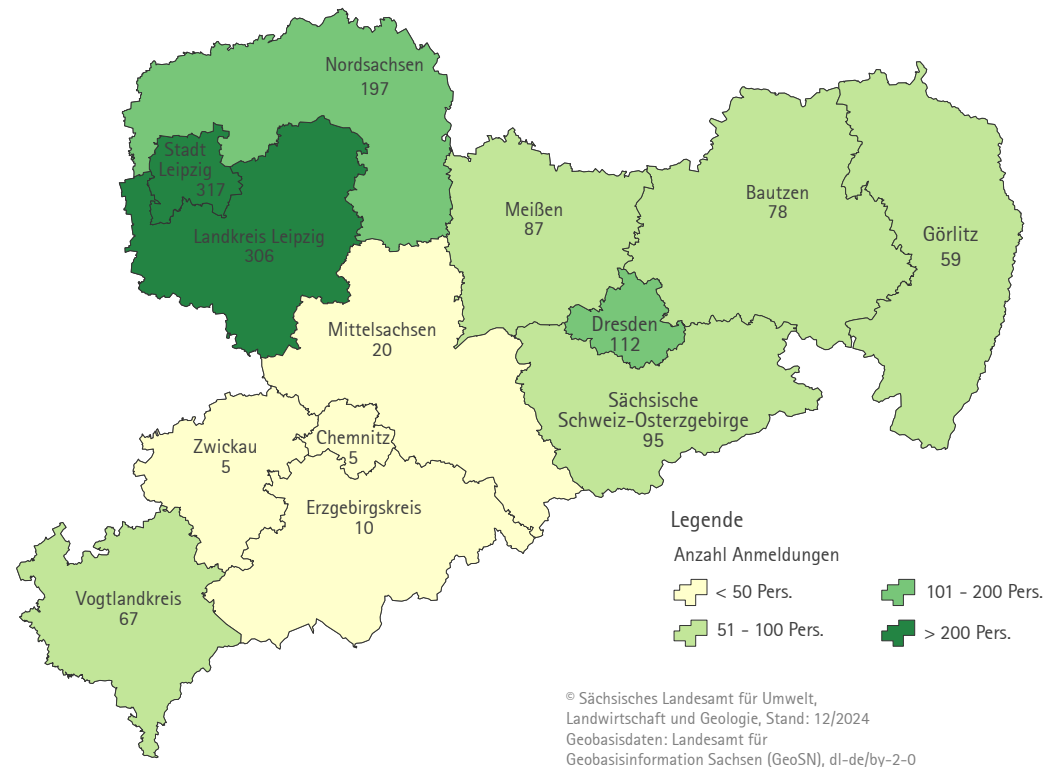 Nordsachsen
197
Stadt
Leipzig
317
Landkreis Leipzig
306
Meißen
87
Bautzen
78
Görlitz
59
Dresden
112
Mittelsachsen
20
Sächsische
Schweiz-Osterzgebirge
95
Zwickau
5
Chemnitz
5
Erzgebirgskreis
10
Vogtlandkreis
67
Legende
Anzahl Anmeldungen
< 50 Pers.
51 - 100 Pers.
101 - 200 Pers.
> 200 Pers.
© Sächsisches Landesamt für Umwelt,
Landwirtschaft und Geologie, Stand: 12/2024
Geobasisdaten: Landesamt für
Geobasisinformation Sachsen (GeoSN), dl-de/by-2-0